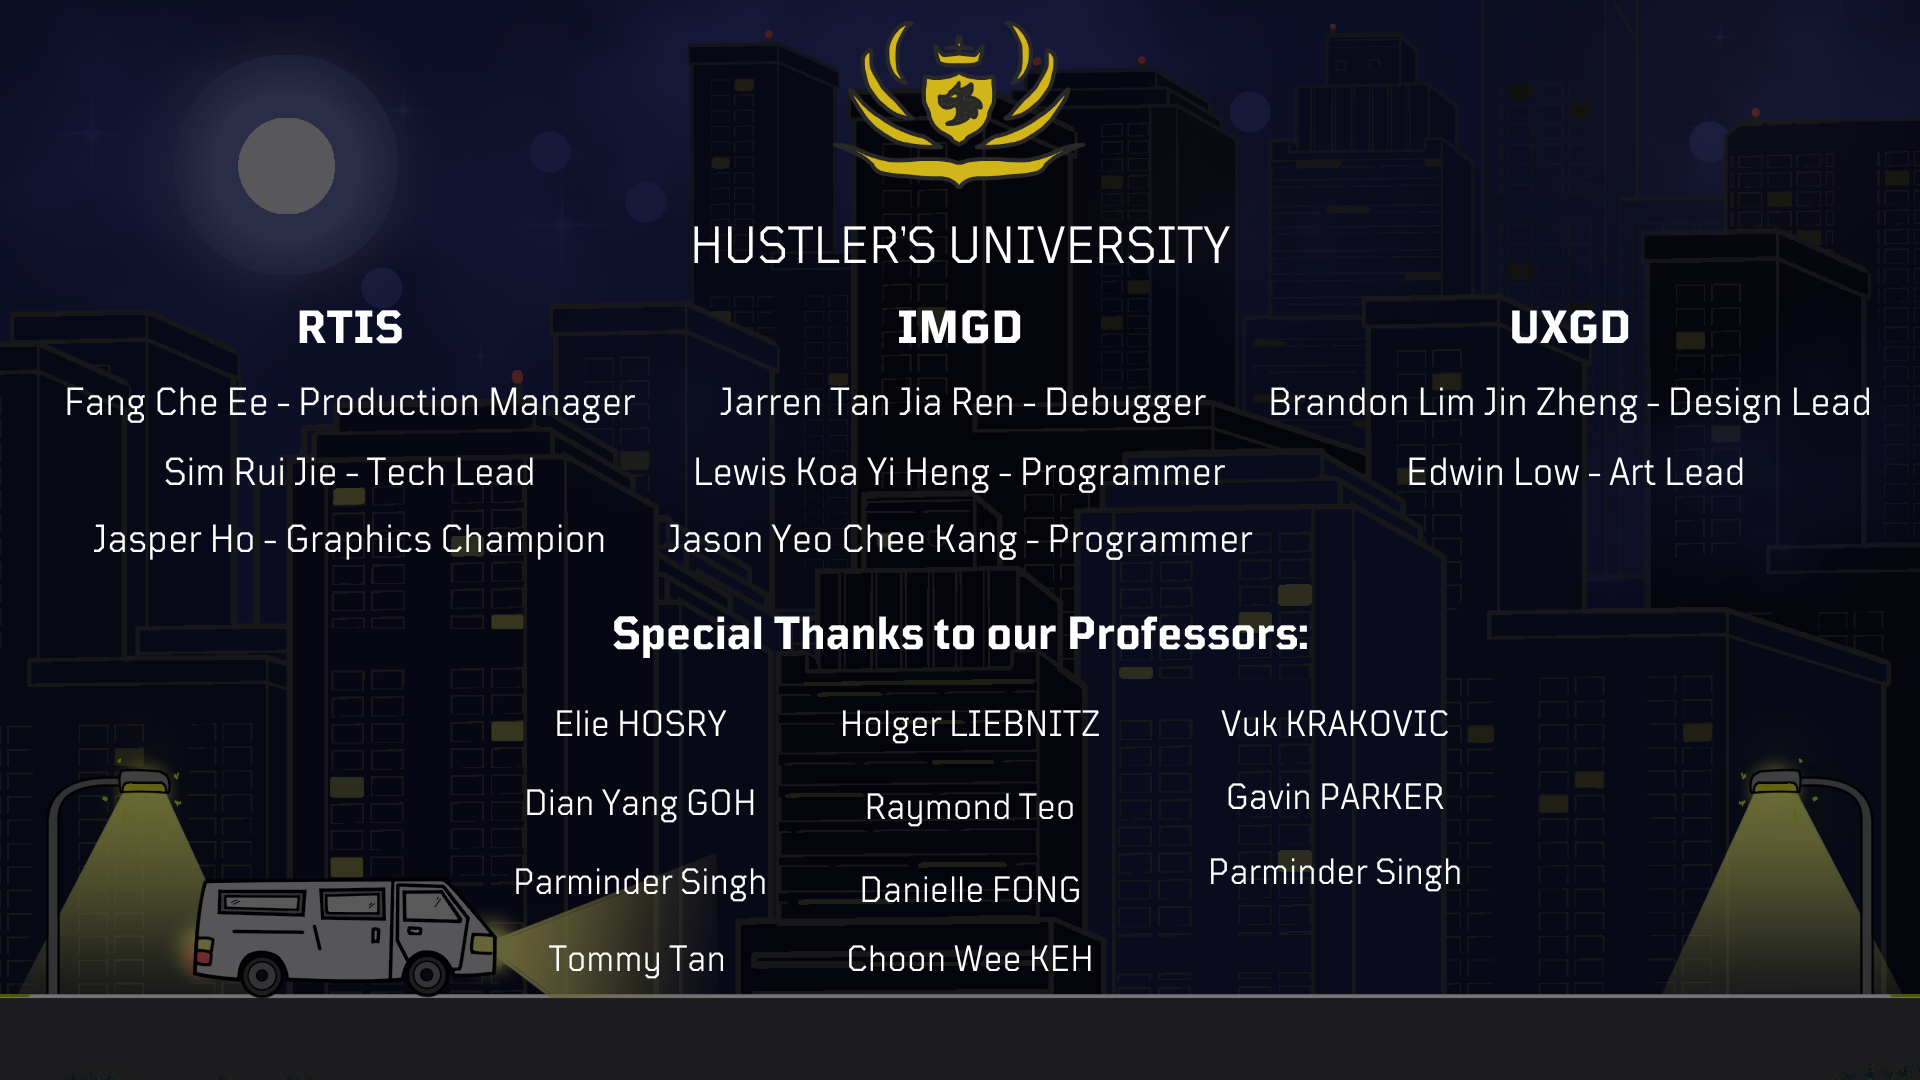 HUSTLER'S UNIVERSITY
RTIS
Fang Che Ee - Production Manager
Sim Rui Jie - Tech Lead
Jasper Ho - Graphics Champion
IMGD
Jarren Tan Jia Ren - Debugger
Lewis Koa Yi Heng - Programmer
Jason Yeo Chee Kang - Programmer
UXGD
Brandon Lim Jin Zheng - Design Lead
Edwin Low - Art Lead
Special Thanks to our Professors:
Elie HOSRY
Dian Yang GOH
Parminder Singh
Tommy Tan
Holger LIEBNITZ
Raymond Teo
Danielle FONG
Choon Wee KEH
Vuk KRAKOVIC
Gavin PARKER
Parminder Singh